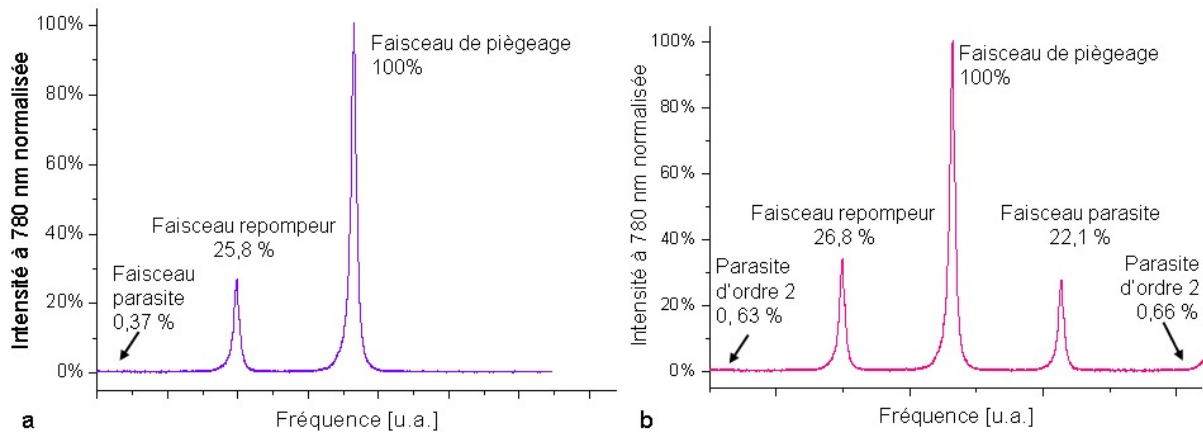 Intensité à 780 nm normalisée
100%
80%
60%
40%
20%
0%
Faisceau de piègeage
100%
Faisceau repompeur
25,8 %
Faisceau
parasite
0,37 %
Fréquence [u.a.]
a
Intensité à 780 nm normalisée
100%
80%
60%
40%
20%
0%
Faisceau de piègeage
100%
Faisceau repompeur
26,8 %
Faisceau parasite
22,1 %
Parasite
d'ordre 2
0, 63 %
Parasite
d'ordre 2
0,66 %
Fréquence [u.a.]
b